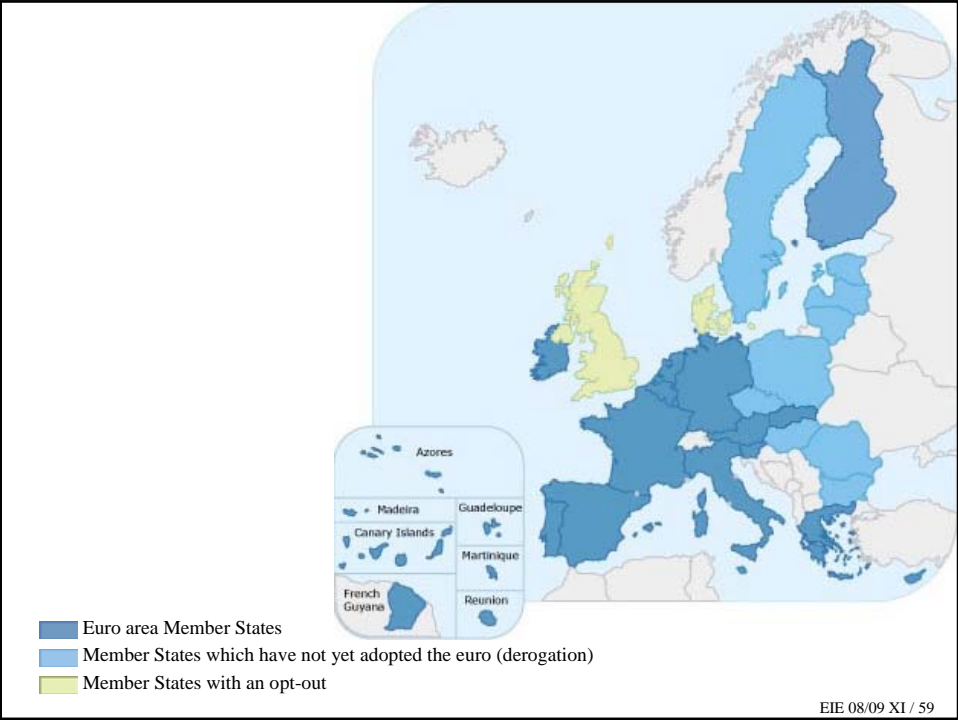 Azores
Madeira
Guadeloupe
Canary Islands
Martinique
French
Guyana
Reunion
Euro area Member States
Member States which have not yet adopted the euro (derogation)
Member States with an opt-out
EIE 08/09 XI / 59